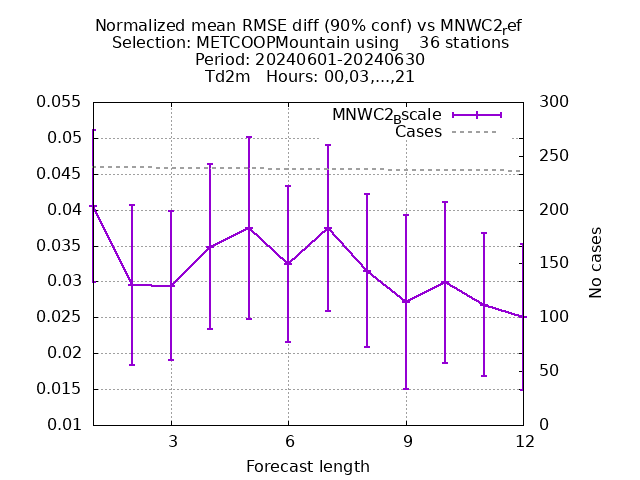 Normalized mean RMSE diff (90% conf) vs MNWC2_ref
Selection: METCOOPMountain using    36 stations
Period: 20240601-20240630
Td2m   Hours: 00,03,...,21
MNWC2_Bscale
Cases
0.055
0.05
0.045
0.04
0.035
0.03
0.025
0.02
0.015
0.01
300
250
200
150
100
50
0
No cases
3
6
9
12
Forecast length